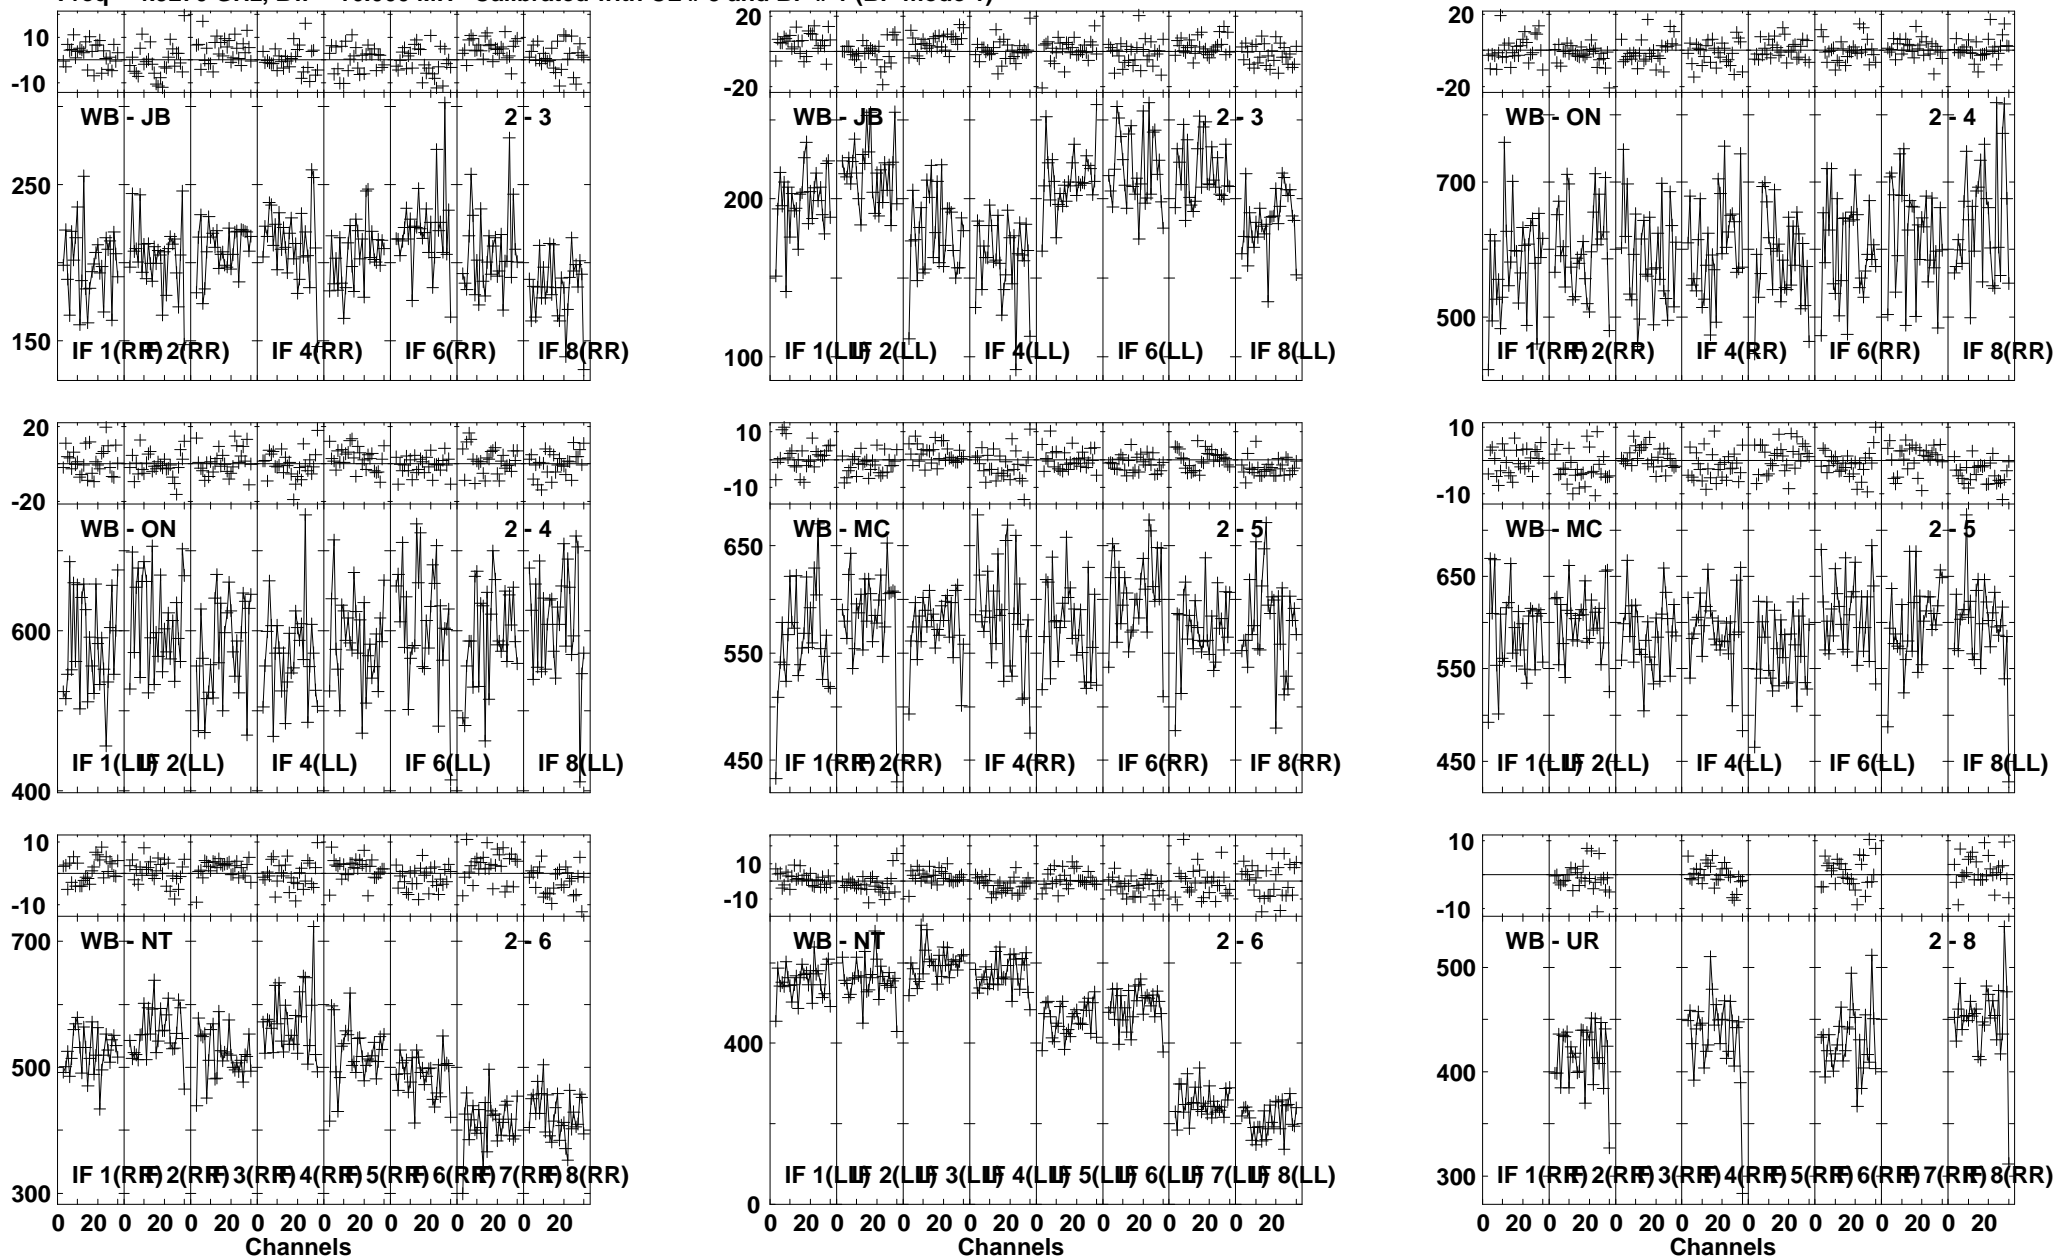 10
-10
WB - JB 2 - 3
250
150
IF 1(RR) IF 2(RR) IF 4(RR) IF 6(RR) IF 8(RR)
20
0
-20
WB - JB 2 - 3
200
100
IF 1(LL) IF 2(LL) IF 4(LL) IF 6(LL) IF 8(LL)
20
0
-20
WB - ON 2 - 4
700
500
IF 1(RR) IF 2(RR) IF 4(RR) IF 6(RR) IF 8(RR)
20
0
-20
WB - ON 2 - 4
600
400
IF 1(LL) IF 2(LL) IF 4(LL) IF 6(LL) IF 8(LL)
10
-10
WB - MC 2 - 5
650
550
450
IF 1(RR) IF 2(RR) IF 4(RR) IF 6(RR) IF 8(RR)
10
-10
WB - MC 2 - 5
650
550
450
IF 1(LL) IF 2(LL) IF 4(LL) IF 6(LL) IF 8(LL)
10
-10
WB - NT 2 - 6
700
500
300
IF 1(RR) IF 2(RR) IF 3(RR) IF 4(RR) IF 5(RR) IF 6(RR) IF 7(RR) IF 8(RR)
0 20 0 20 0 20 0 20 0 20 0 20 0 20 0 20
Channels
10
-10
WB - NT 2 - 6
400
0
IF 1(LL) IF 2(LL) IF 3(LL) IF 4(LL) IF 5(LL) IF 6(LL) IF 7(LL) IF 8(LL)
0 20 0 20 0 20 0 20 0 20 0 20 0 20 0 20
Channels
10
-10
WB - UR 2 - 8
500
400
300
IF 1(RR) IF 2(RR) IF 3(RR) IF 4(RR) IF 5(RR) IF 6(RR) IF 7(RR) IF 8(RR)
0 20 0 20 0 20 0 20 0 20 0 20 0 20 0 20
Channels